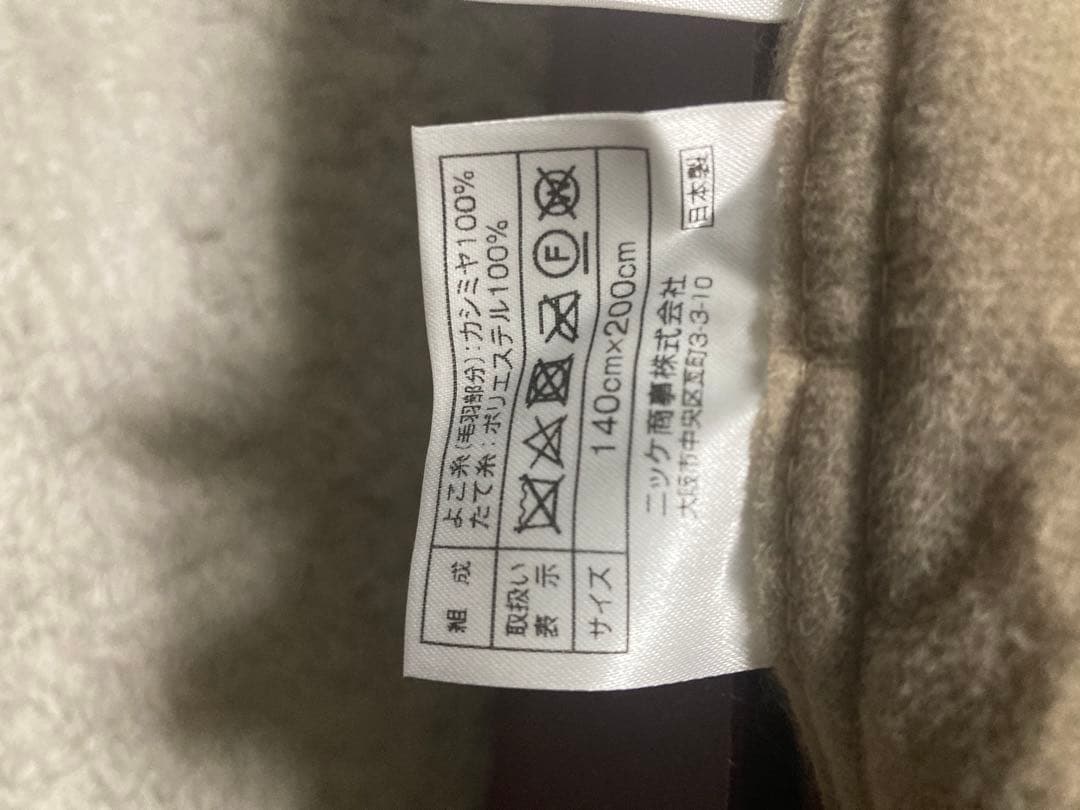 組成 よこ糸(毛羽部分):カシミヤ100%
たて糸:ポリエステル100%
取扱い
表示
F
W
サイズ 140cm×200cm
ニッケ商事株式会社
大阪市中央区瓦町3-3-10
日本製